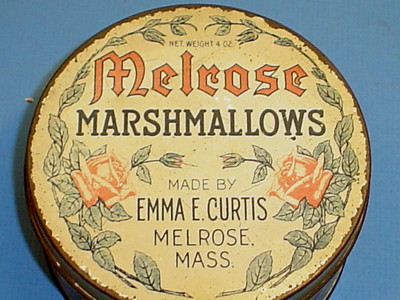 NET WEIGHT 4 OZ.
Melrose
MARSHMALLOWS
MADE BY
EMMA E. CURTIS
MELROSE,
MASS.